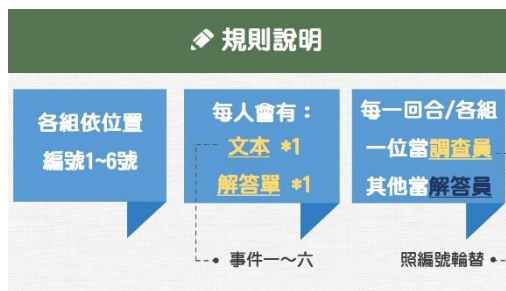 規則說明
各組依位置
編號1~6號
每人會有：
文本 *1
解答單 *1
每一回合/各組
一位當調查員
其他當解答員
事件一～六
照編號輪替